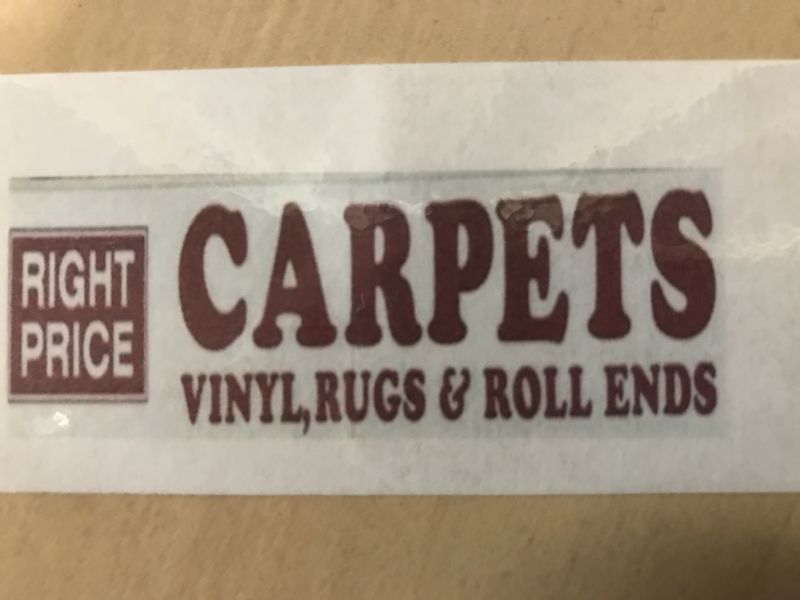 RIGHT
PRICE
CARPETS
VINYL, RUGS & ROLL ENDS